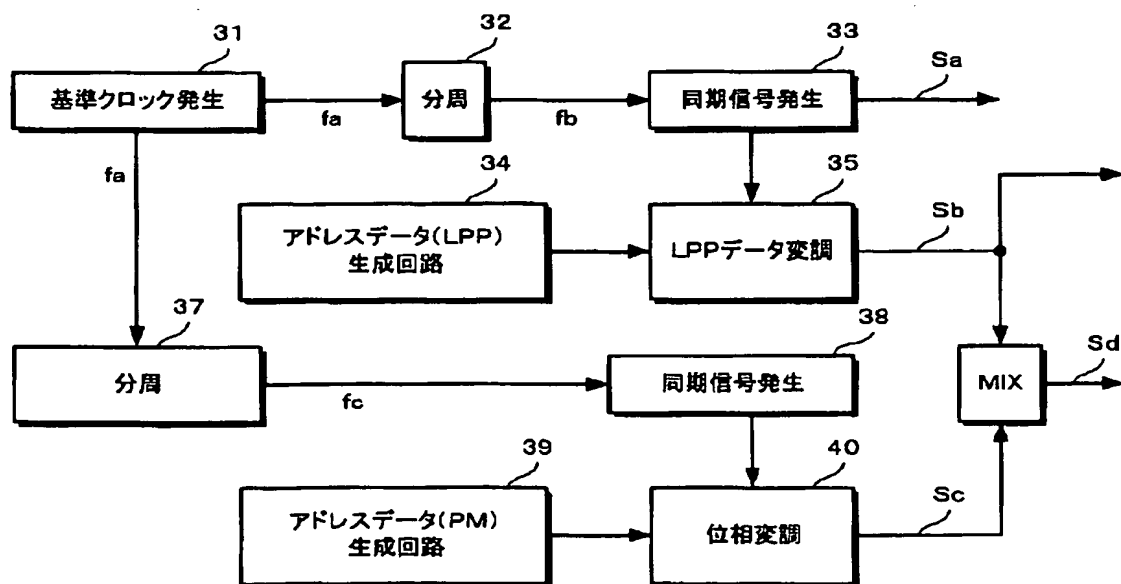 31
32
33
基準クロック発生
fa
分周
fb
同期信号発生
Sa
fa
34
35
アドレスデータ(LPP)
生成回路
LPPデータ変調
Sb
37
38
分周
fc
同期信号発生
MIX
Sd
39
40
アドレスデータ(PM)
生成回路
位相変調
Sc